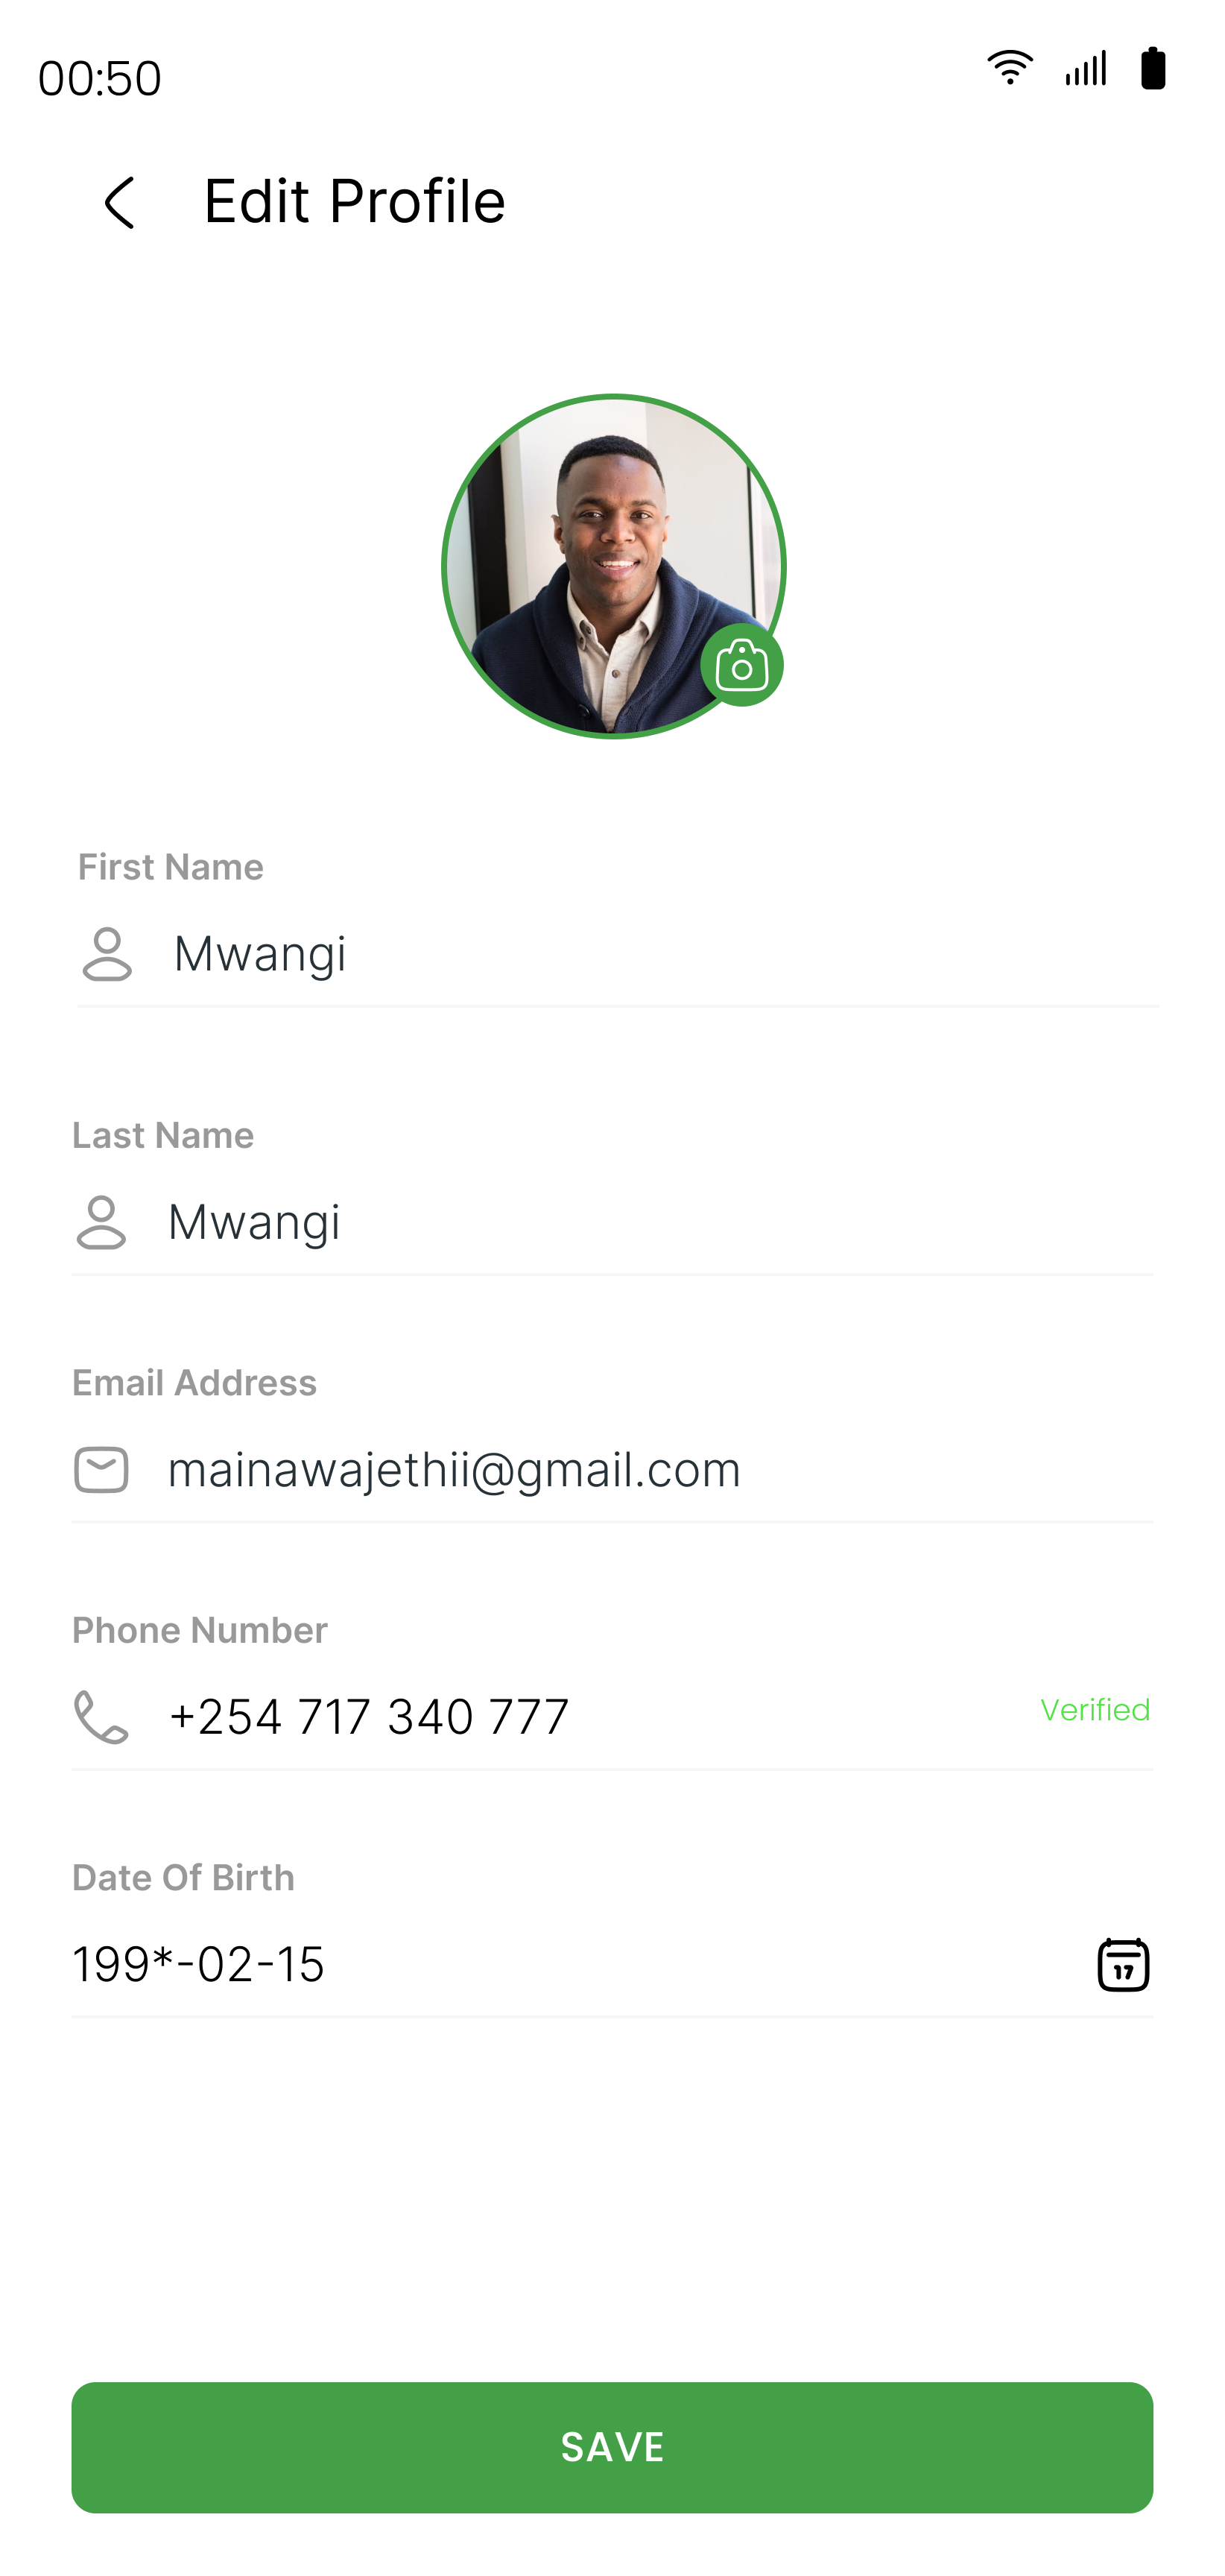 00:50
Edit Profile
First Name
Mwangi
Last Name
Mwangi
Email Address
mainawajethii@gmail.com
Phone Number
+254 717 340 777
Verified
Date Of Birth
199*-02-15
17
SAVE